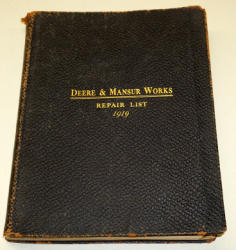 DEERE & MANSUR WORKS
REPAIR LIST
1919